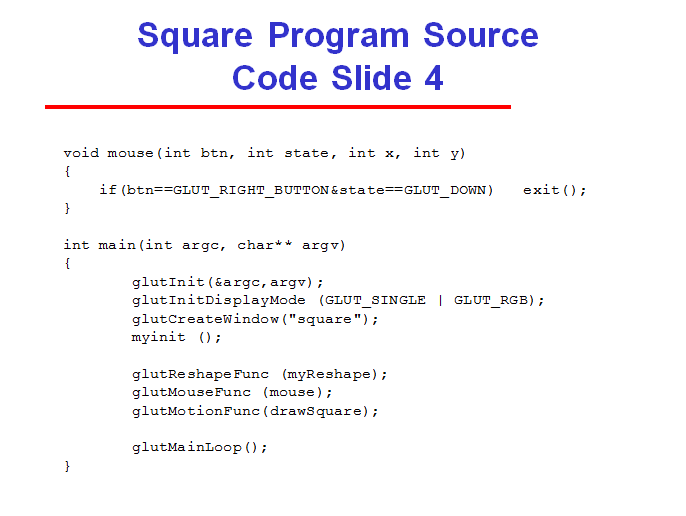 Square Program Source
Code Slide 4
void mouse(int btn, int state, int x, int y)
{
if(btn==GLUT_RIGHT_BUTTON&state==GLUT_DOWN) exit();
}
int main(int argc, char** argv)
{
glutInit(&argc,argv);
glutInitDisplayMode (GLUT_SINGLE | GLUT_RGB);
glutCreateWindow("square");
myinit ();
glutReshapeFunc (myReshape);
glutMouseFunc (mouse);
glutMotionFunc(drawSquare);
glutMainLoop();
}